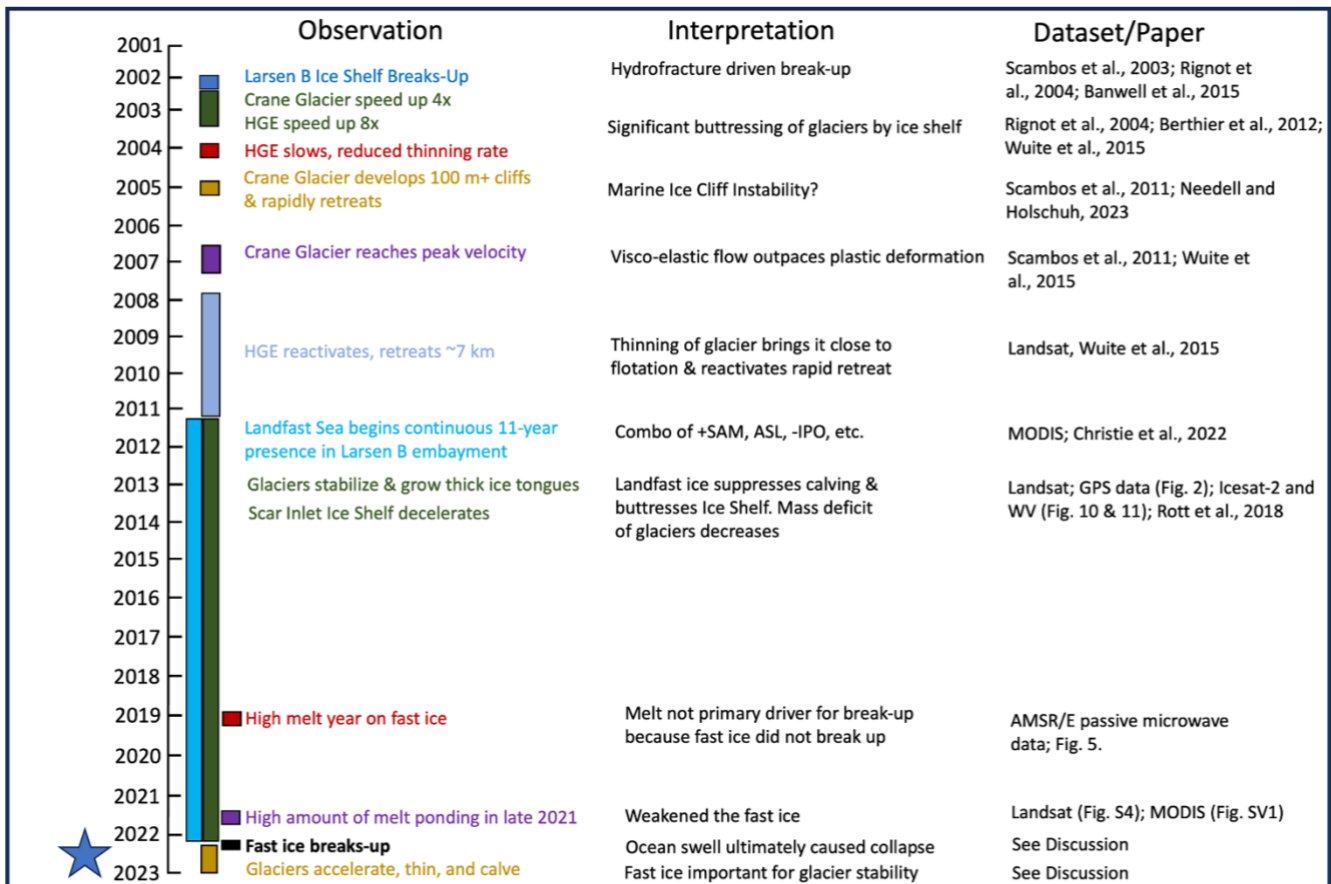 Observation Interpretation Dataset/Paper
2001
2002 Larsen B Ice Shelf Breaks-Up Hydrofracture driven break-up Scambos et al., 2003; Rignot
et al., 2004; Banwell et al., 2015
Crane Glacier speed up 4x
2003 HGE speed up 8x Significant buttressing of glaciers by ice shelf Rignot et al., 2004; Berthier et al., 2012;
Wuite et al., 2015
2004 HGE slows, reduced thinning rate
Crane Glacier develops 100 m+ cliffs
2005 & rapidly retreats Marine Ice Cliff Instability? Scambos et al., 2011; Needell and
Holschuh, 2023
2006
Crane Glacier reaches peak velocity Visco-elastic flow outpaces plastic deformation Scambos et al., 2011; Wuite et
2007 al., 2015
2008
2009 HGE reactivates, retreats ~7 km Thinning of glacier brings it close to Landsat, Wuite et al., 2015
2010 flotation & reactivates rapid retreat
2011
Landfast Sea begins continuous 11-year Combo of +SAM, ASL, -IPO, etc. MODIS; Christie et al., 2022
2012 presence in Larsen B embayment
2013 Glaciers stabilize & grow thick ice tongues Landfast ice suppresses calving & Landsat; GPS data (Fig. 2); Icesat-2 and
2014 Scar Inlet Ice Shelf decelerates buttresses Ice Shelf. Mass deficit WV (Fig. 10 & 11); Rott et al., 2018
of glaciers decreases
2015
2016
2017
2018
2019 High melt year on fast ice Melt not primary driver for break-up AMSR/E passive microwave
because fast ice did not break up data; Fig. 5.
2020
2021
High amount of melt ponding in late 2021 Weakened the fast ice Landsat (Fig. S4); MODIS (Fig. SV1)
2022
Fast ice breaks-up Ocean swell ultimately caused collapse See Discussion
2023 Glaciers accelerate, thin, and calve Fast ice important for glacier stability See Discussion